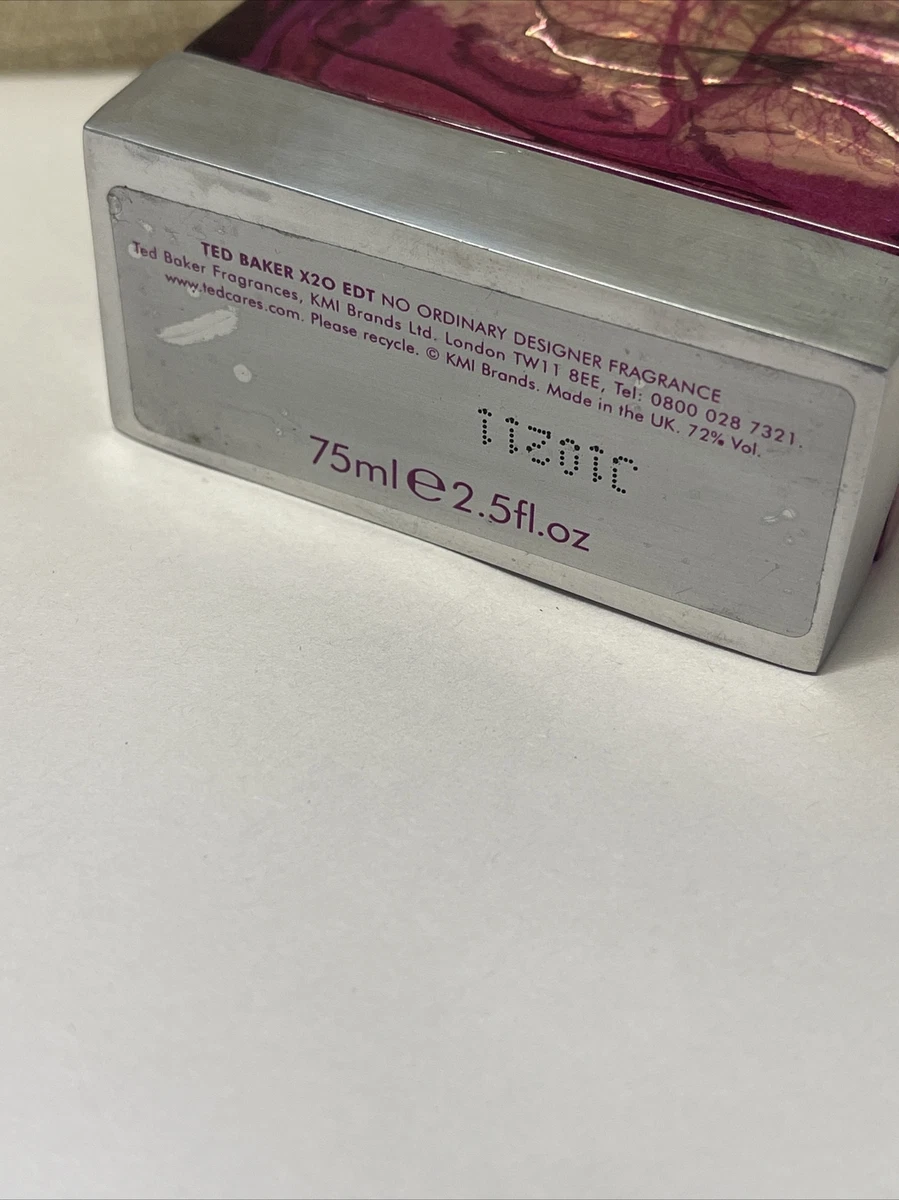 TED BAKER X2O EDT NO ORDINARY DESIGNER FRAGRANCE
Ted Baker Fragrances, KMI Brands Ltd. London TW11 8EE, Tel: 0800 028 7321.
www.tedcares.com. Please recycle. © KMI Brands. Made in the UK. 72% Vol.
75ml e 2.5fl.oz